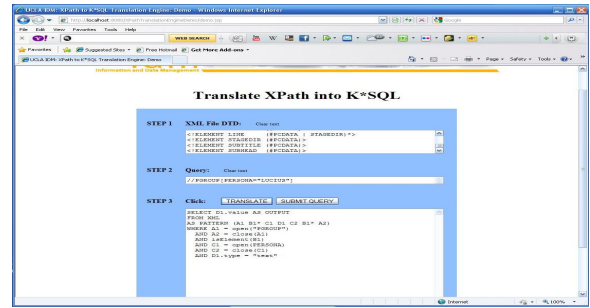 UCLA IDM: XPath to K*SQL Translation Engine: Demo - Windows Internet Explorer
File Edit View Favorites Tools Help
WEB SEARCH
Favorites Suggested Sites Free Hotmail Get More Add-ons
UCLA IDM: XPath to K*SQL Translation Engine: Demo
Page Safety Tools
Information and Data Management
Translate XPath into K*SQL
STEP 1 XML File DTD: Clear text
<!ELEMENT LINE (#PCDATA | STAGEDIR)*>
<!ELEMENT STAGEDIR (#PCDATA)>
<!ELEMENT SUBTITLE (#PCDATA)>
<!ELEMENT SUBHEAD (#PCDATA)>
STEP 2 Query: Clear text
//PGROUP[PERSONA="LUCIUS"]
STEP 3 Click: TRANSLATE SUBMIT QUERY
SELECT D1.value AS OUTPUT
FROM XML
AS PATTERN (A1 B1* C1 D1 C2 B1* A2)
WHERE A1 = open("PGROUP")
AND A2 = close(A1)
AND isElement(B1)
AND C1 = open(PERSONA)
AND C2 = close(C1)
AND D1.type = "text"
Internet 100%